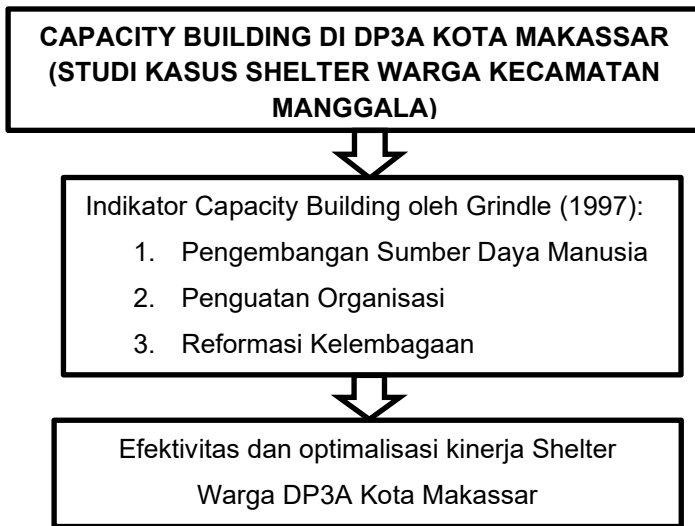 CAPACITY BUILDING DI DP3A KOTA MAKASSAR
(STUDI KASUS SHELTER WARGA KECAMATAN
MANGGALA)
Indikator Capacity Building oleh Grindle (1997):
1. Pengembangan Sumber Daya Manusia
2. Penguatan Organisasi
3. Reformasi Kelembagaan
Efektivitas dan optimalisasi kinerja Shelter
Warga DP3A Kota Makassar